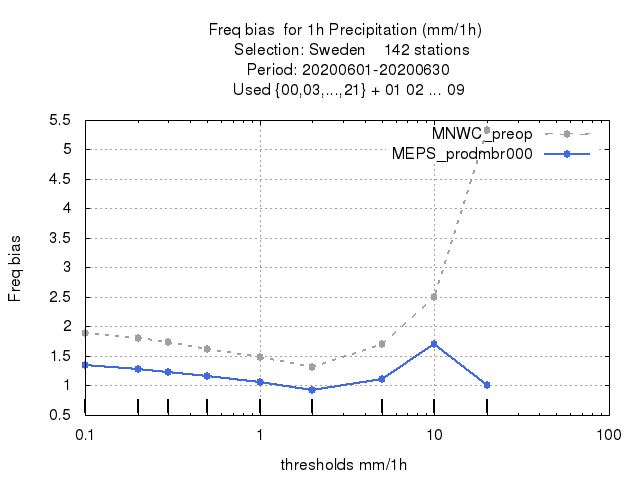 Freq bias  for 1h Precipitation (mm/1h)
Selection: Sweden    142 stations
Period: 20200601-20200630
Used {00,03,...,21} + 01 02 ... 09
MNWC_preop
MEPS_prodmbr000
Freq bias
5.5
5
4.5
4
3.5
3
2.5
2
1.5
1
0.5
0.1
1
10
100
thresholds mm/1h